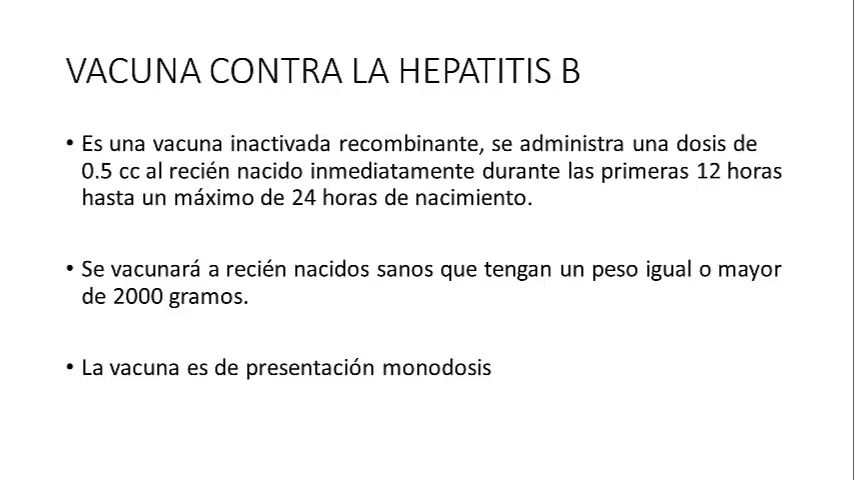 VACUNA CONTRA LA HEPATITIS B
• Es una vacuna inactivada recombinante, se administra una dosis de
0.5 cc al recién nacido inmediatamente durante las primeras 12 horas
hasta un máximo de 24 horas de nacimiento.
• Se vacunará a recién nacidos sanos que tengan un peso igual o mayor
de 2000 gramos.
• La vacuna es de presentación monodosis